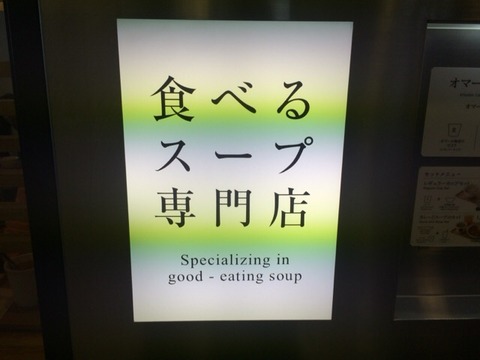 食べる
スープ
専門店
Specializing in
good - eating soup